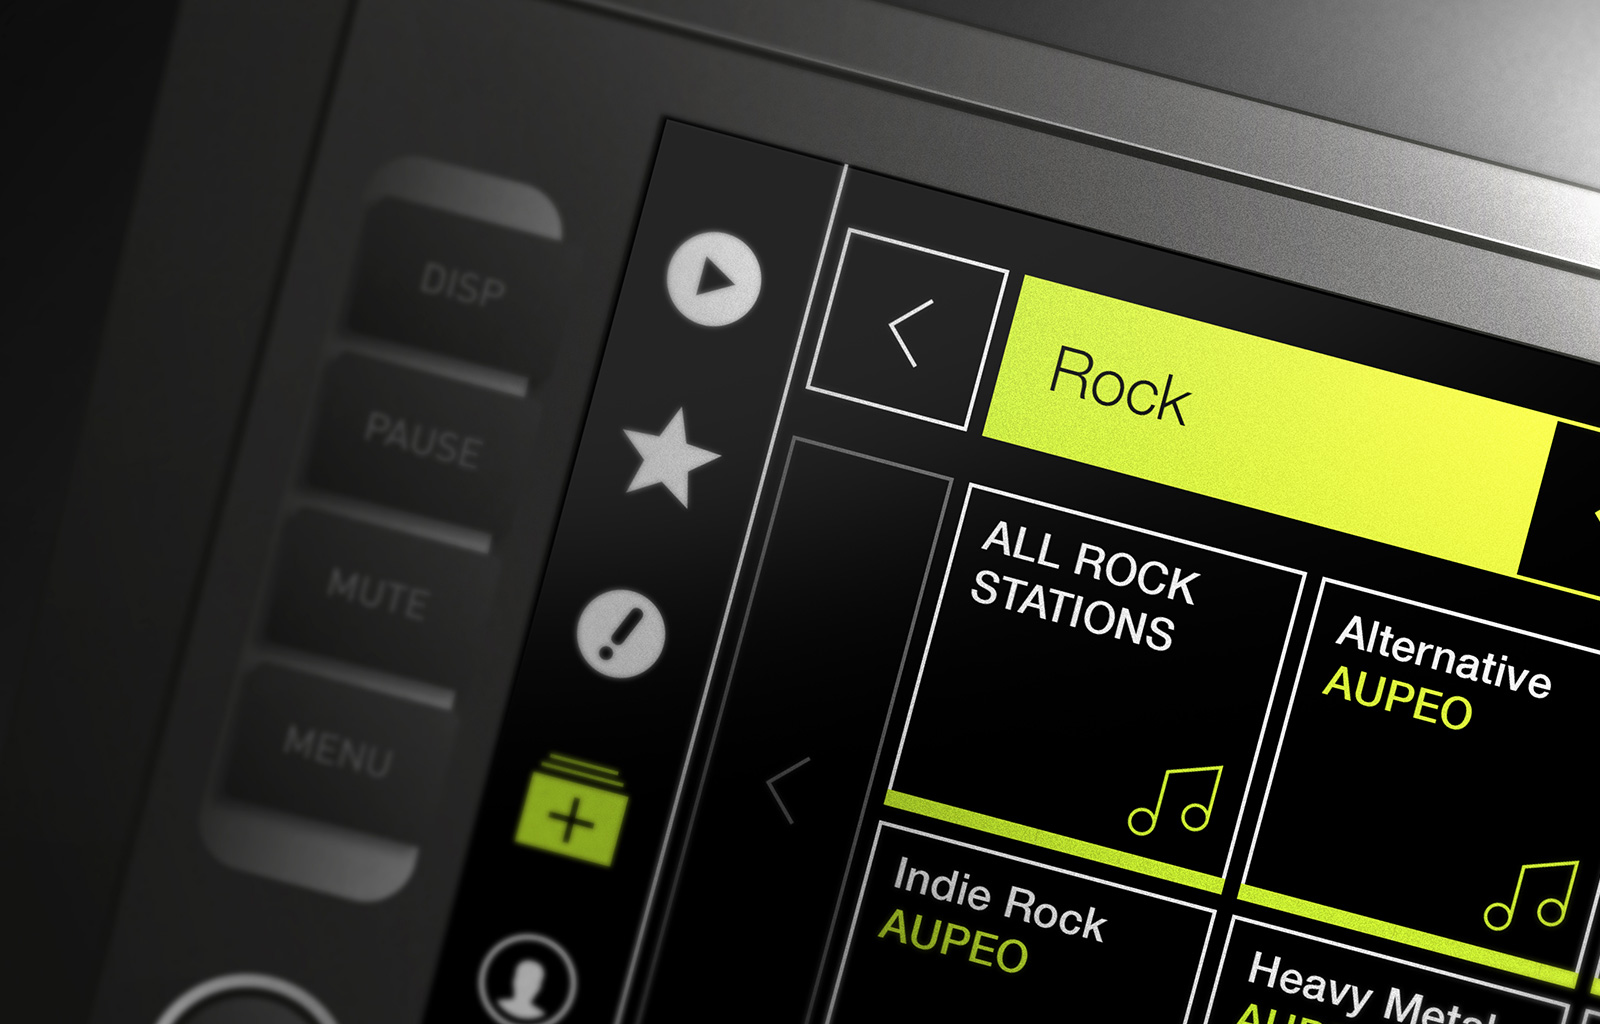 DISP
PAUSE
MUTE
MENU
Rock
ALL ROCK
STATIONS
Alternative
AUPEO
Indie Rock
AUPEO
Heavy Metal